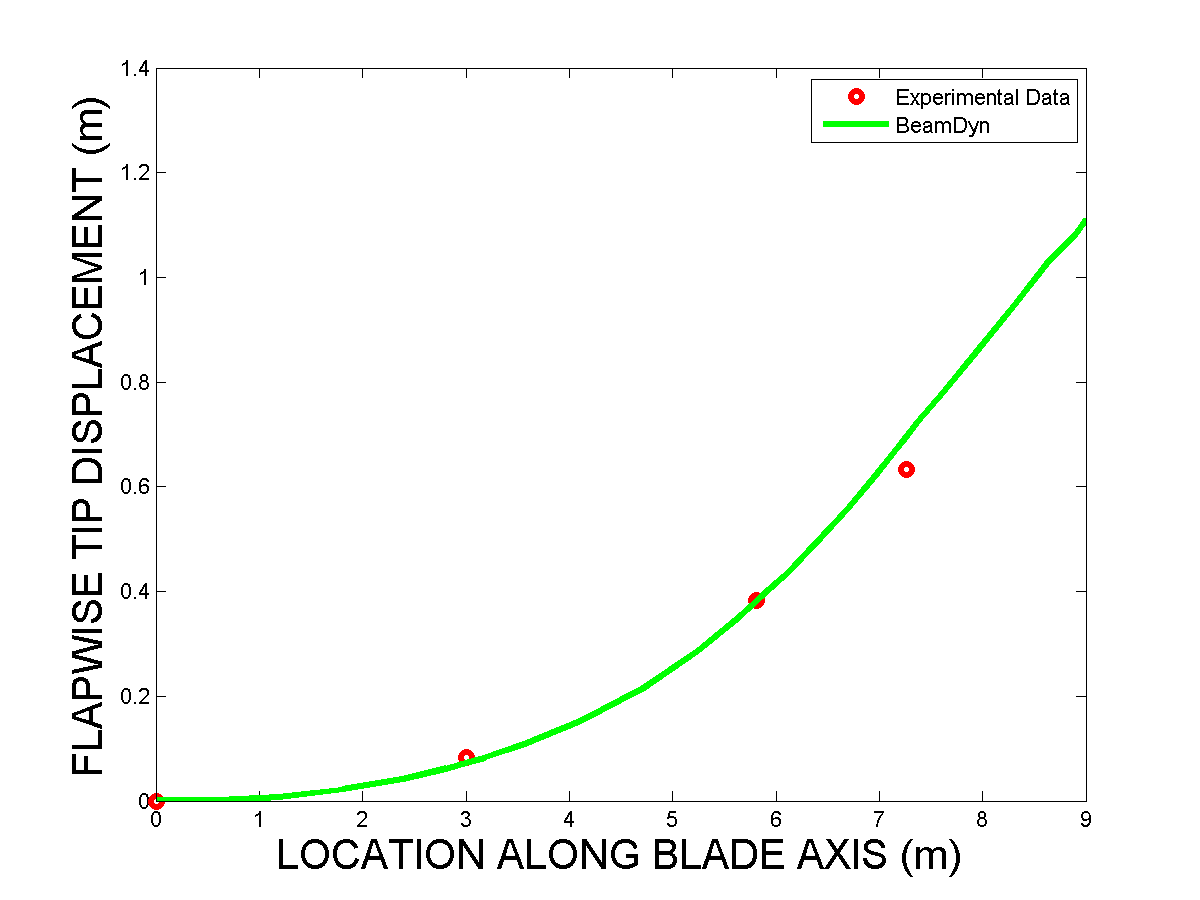 FLAPWISE TIP DISPLACEMENT (m)
1.4
1.2
1
0.8
0.6
0.4
0.2
0
Experimental Data
BeamDyn
0 1 2 3 4 5 6 7 8 9
LOCATION ALONG BLADE AXIS (m)